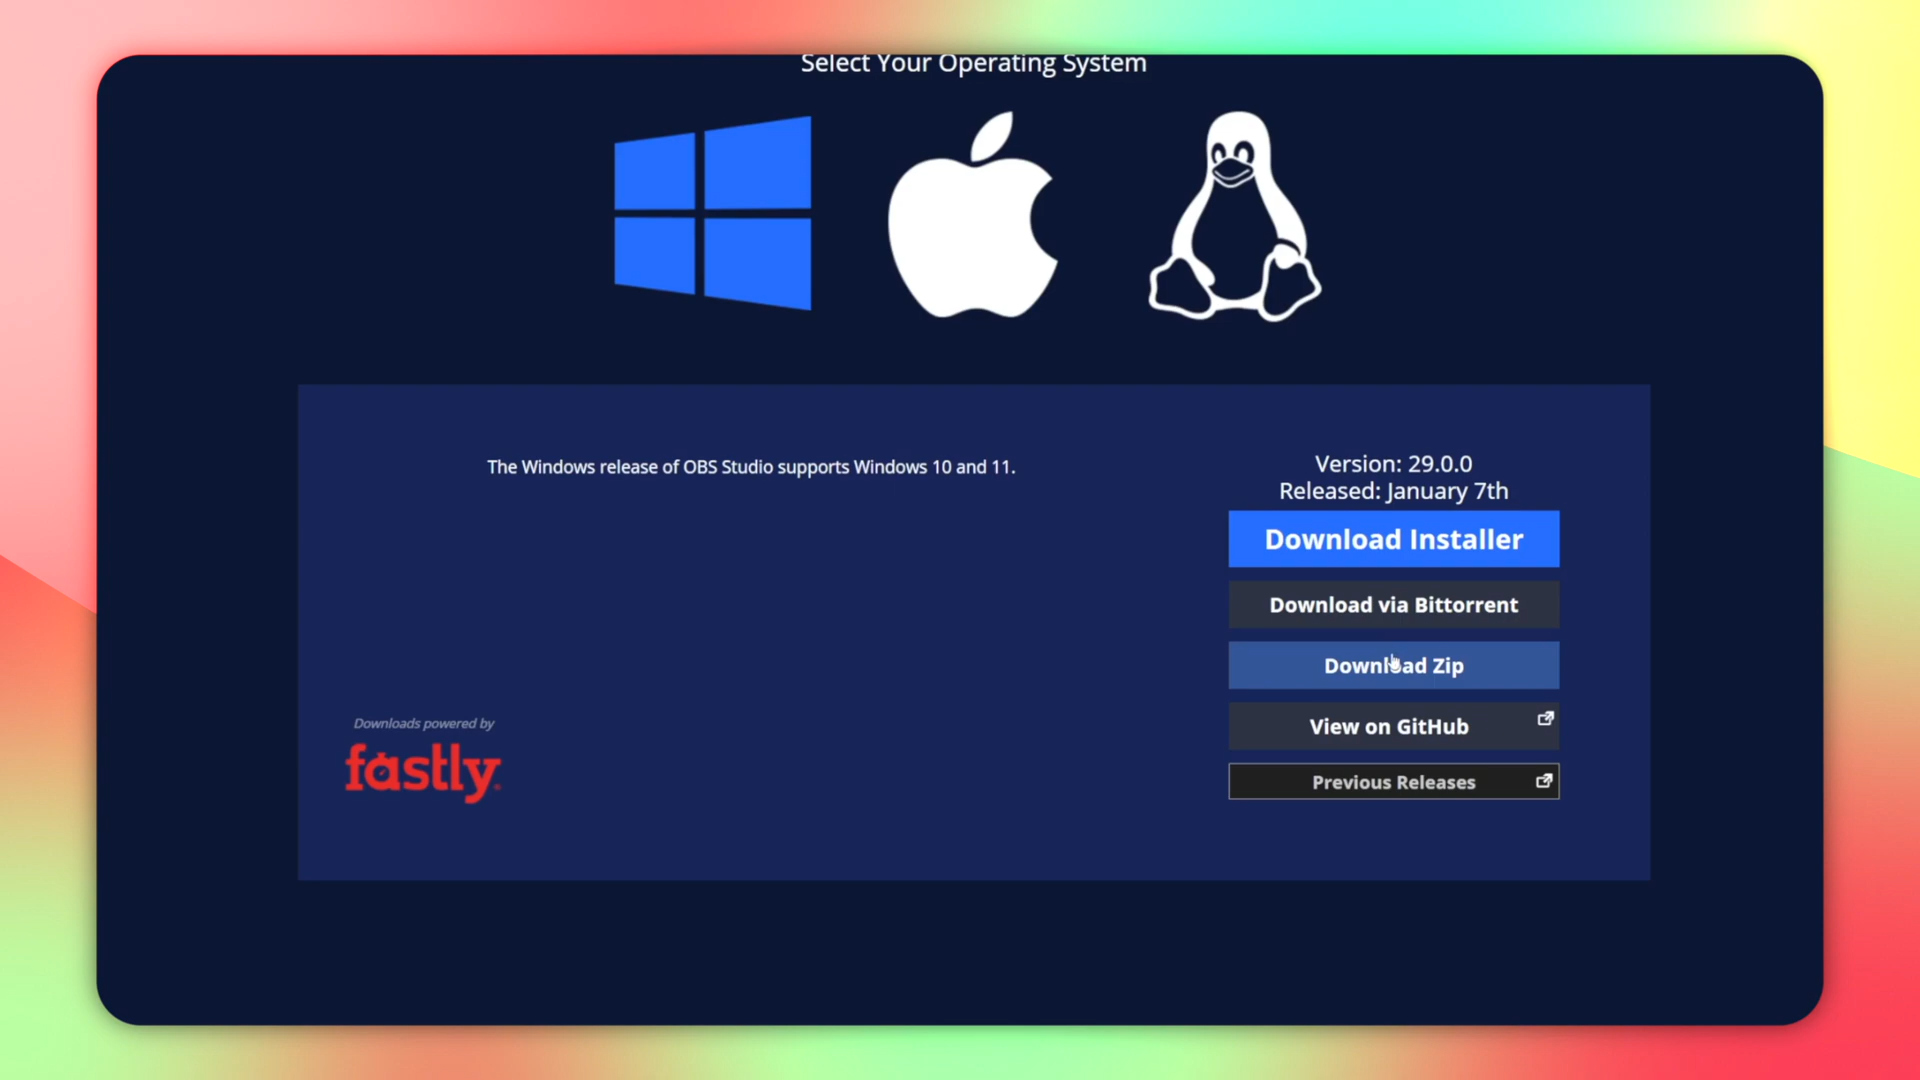 Select Your Operating System
The Windows release of OBS Studio supports Windows 10 and 11.
Version: 29.0.0
Released: January 7th
Download Installer
Download via Bittorrent
Download Zip
View on GitHub
Previous Releases
Downloads powered by
fastly